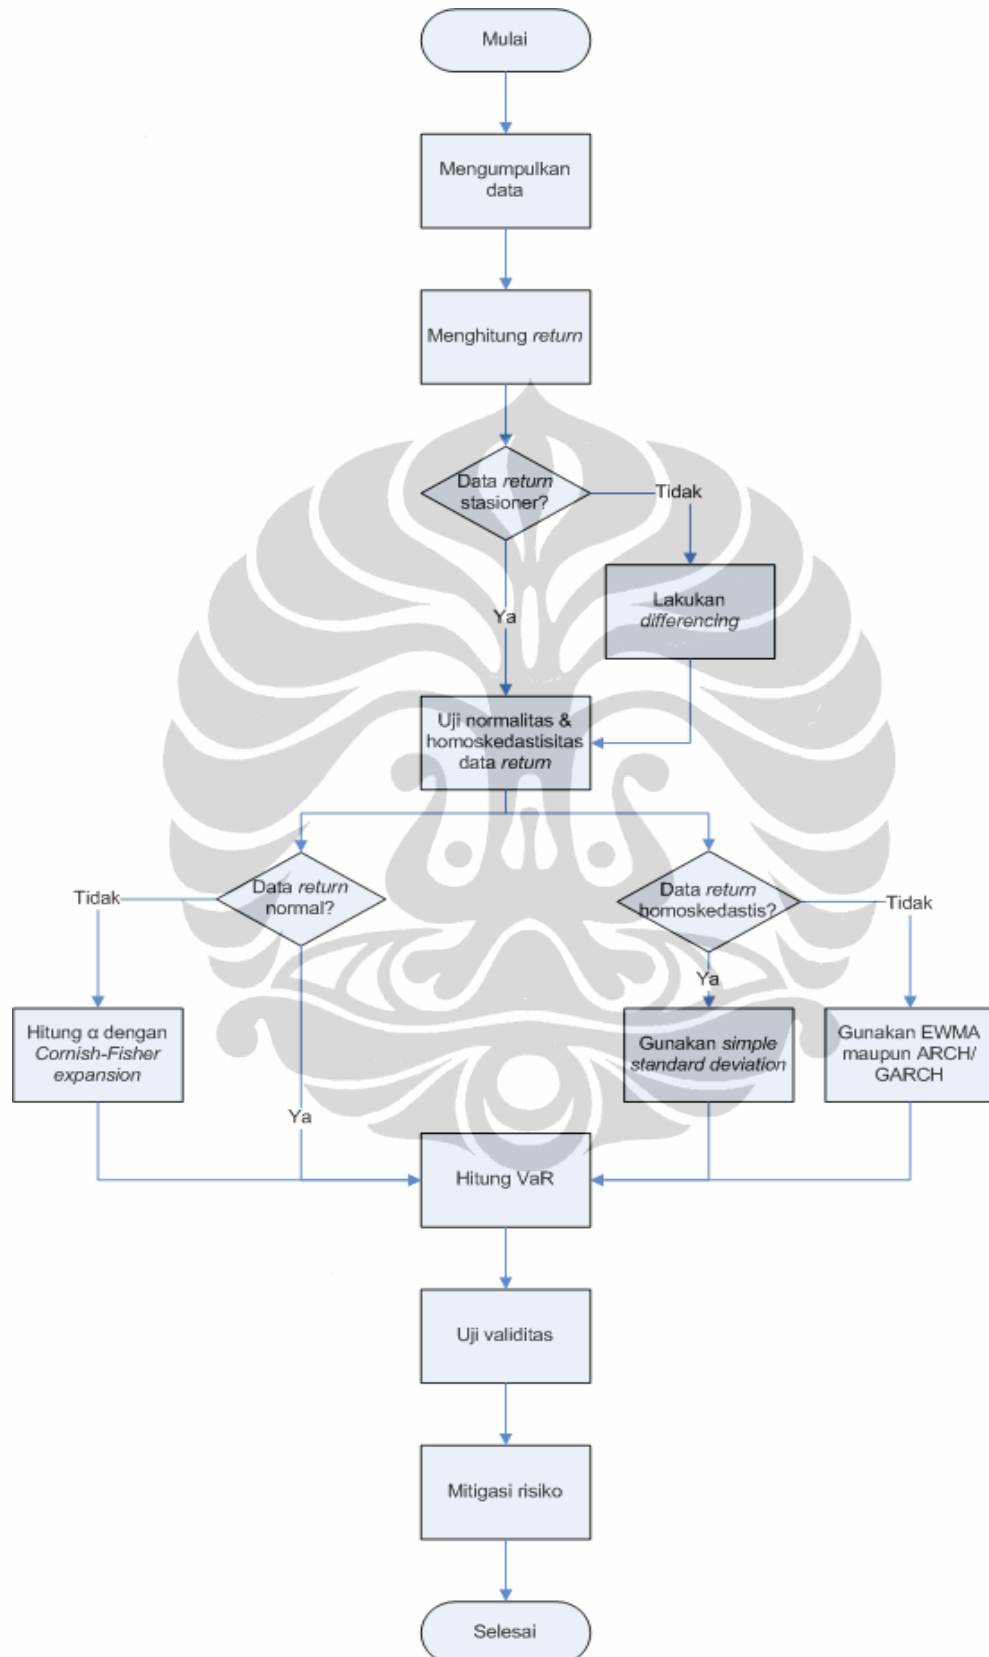 Mulai
Mengumpulkan
data
Menghitung return
Data return
stasioner?
Tidak
Lakukan
differencing
Ya
Uji normalitas &
homoskedastisitas
data return
Data return
normal?
Tidak
Data return
homoskedastis?
Tidak
Ya
Hitung α dengan
Cornish-Fisher
expansion
Gunakan simple
standard deviation
Gunakan EWMA
maupun ARCH/
GARCH
Ya
Hitung VaR
Uji validitas
Mitigasi risiko
Selesai